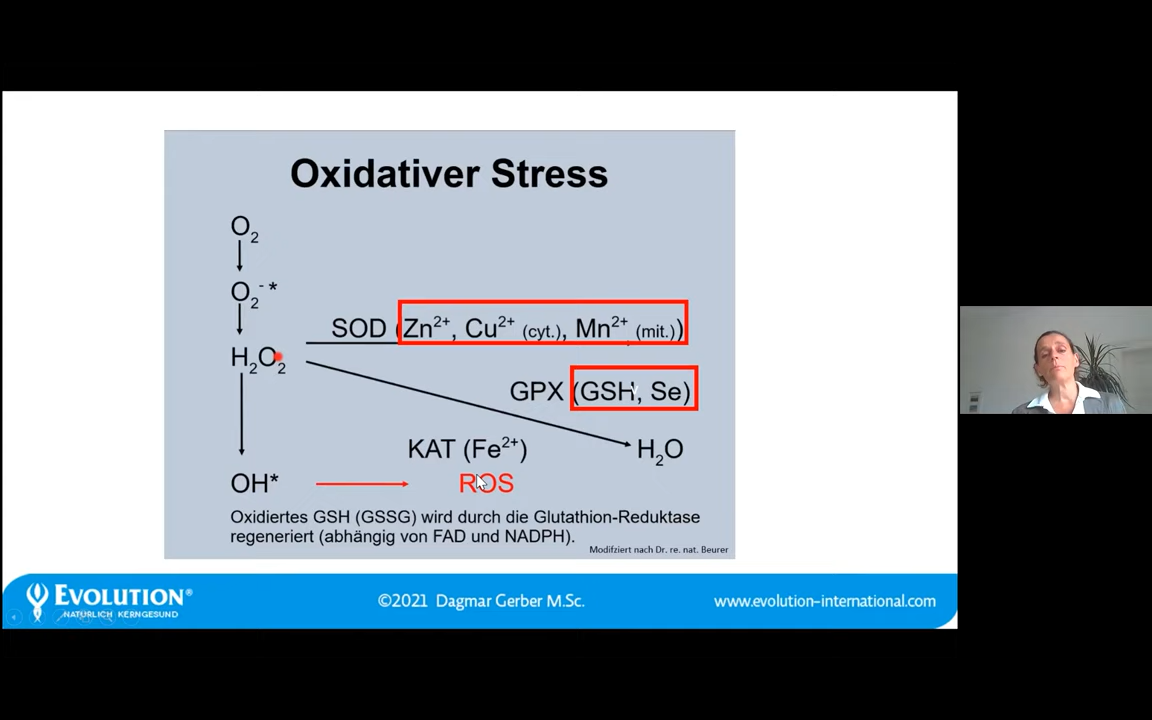 Oxidativer Stress
O₂
O₂⁻*
SOD (Zn²⁺, Cu²⁺ (cyt.), Mn²⁺ (mit.))
H₂O₂
GPX (GSH, Se)
KAT (Fe²⁺)
H₂O
OH*
ROS
Oxidiertes GSH (GSSG) wird durch die Glutathion-Reduktase
regeneriert (abhängig von FAD und NADPH).
Modifziert nach Dr. re. nat. Beurer
EVOLUTION®
NATÜRLICH KERNGESUND
©2021 Dagmar Gerber M.Sc.
www.evolution-international.com